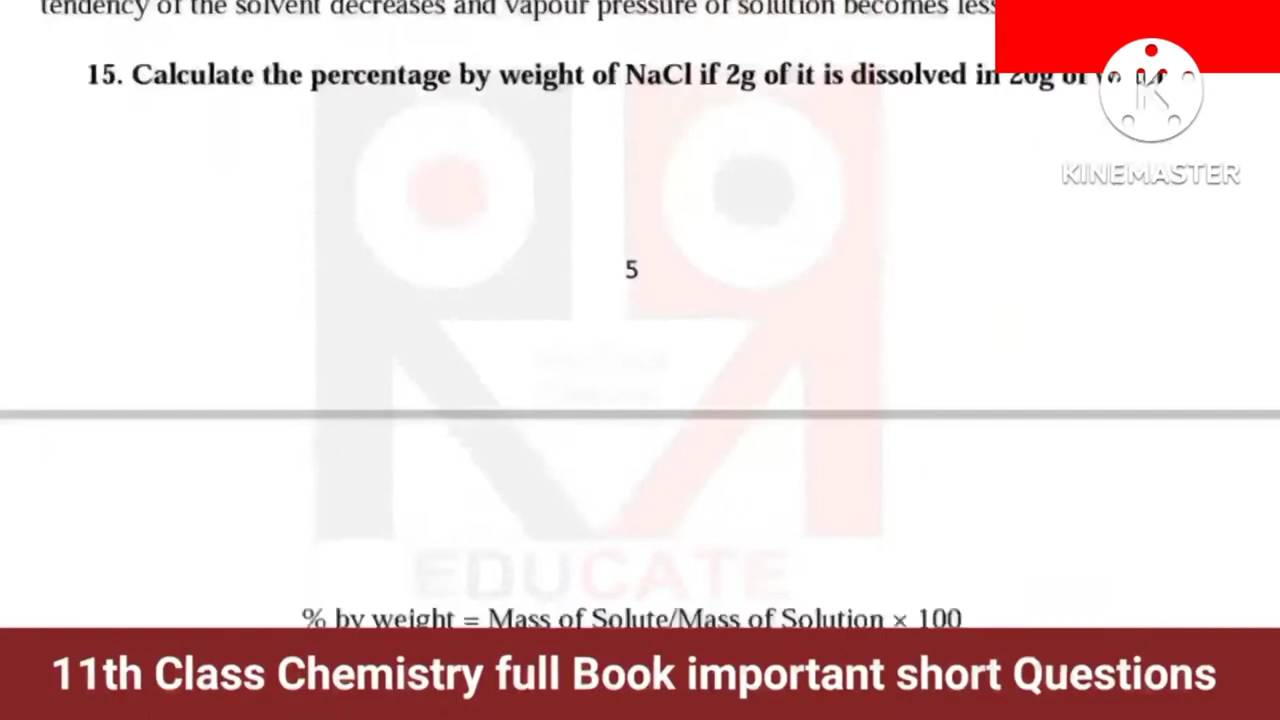 tendency of the solvent decreases and vapour pressure of solution becomes less
15. Calculate the percentage by weight of NaCl if 2g of it is dissolved in 20g of
KINEMASTER
5
EDUCATE
% by weight = Mass of Solute/Mass of Solution × 100
11th Class Chemistry full Book important short Questions